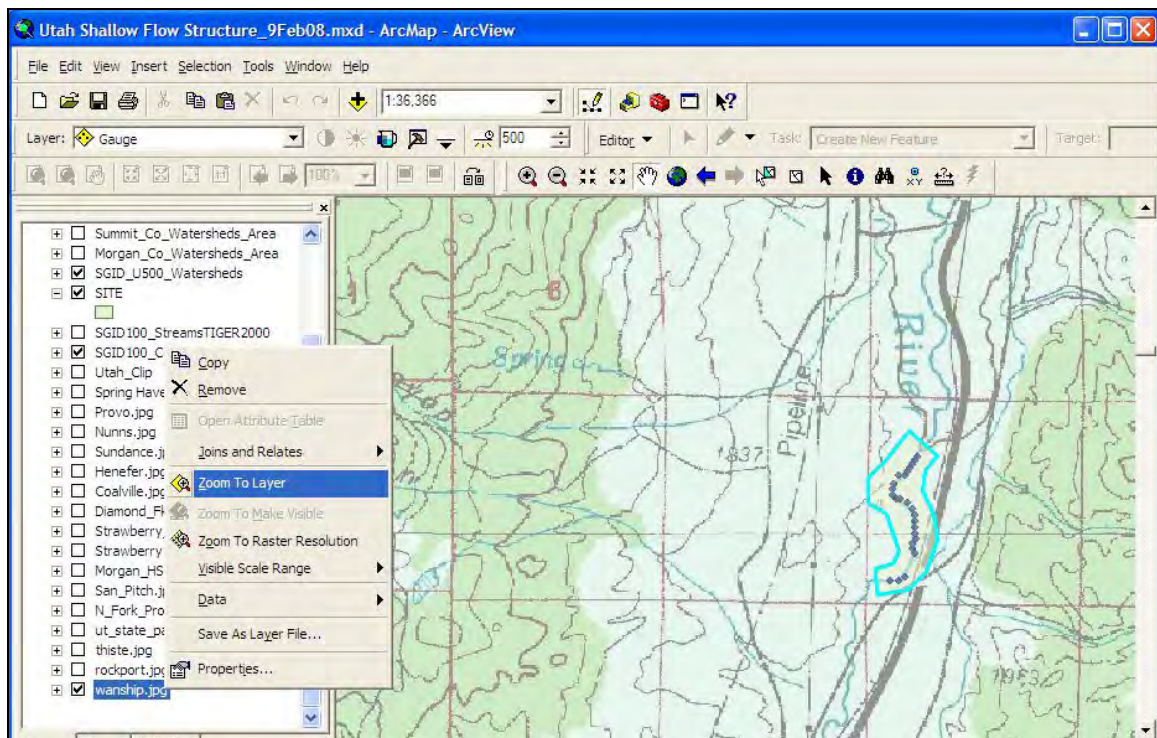 Utah Shallow Flow Structure_9Feb08.mxd - ArcMap - ArcView
File Edit View Insert Selection Tools Window Help
1:36,366
Layer: Gauge 500 Editor Task: Create New Feature Target:
100%
Summit_Co_Watersheds_Area
Morgan_Co_Watersheds_Area
SGID_U500_Watersheds
SITE
SGID100_StreamsTIGER2000
SGID100_C
Utah_Clip
Spring Have
Provo.jpg
Nunns.jpg
Sundance.j
Henefer.jpg
Coalville.jpg
Diamond_F
Strawberry_
Strawberry
Morgan_HS
San_Pitch.j
N_Fork_Pro
ut_state_pa
thiste.jpg
rockport.jpg
wanship.jpg
Copy
Remove
Open Attribute Table
Joins and Relates
Zoom To Layer
Zoom To Make Visible
Zoom To Raster Resolution
Visible Scale Range
Data
Save As Layer File...
Properties...
6
Spring
River
Pipeline
1837